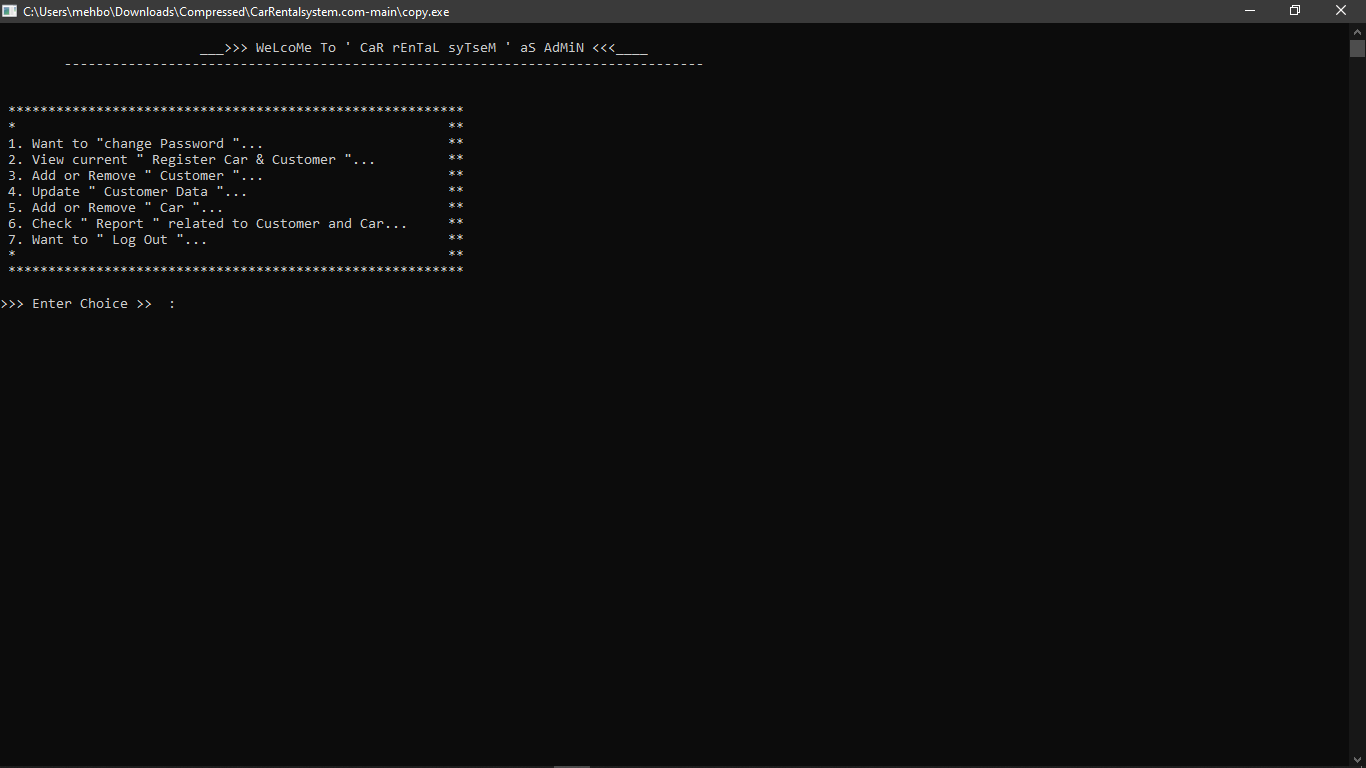 C:\Users\mehbo\Downloads\Compressed\CarRentalsystem.com-main\copy.exe
___>>> WeLcoMe To ' CaR rEnTaL syTseM ' aS AdMiN <<<____
--------------------------------------------------------------------------------
*********************************************************
* **
1. Want to "change Password "... **
2. View current " Register Car & Customer "... **
3. Add or Remove " Customer "... **
4. Update " Customer Data "... **
5. Add or Remove " Car "... **
6. Check " Report " related to Customer and Car... **
7. Want to " Log Out "... **
* **
*********************************************************
>>> Enter Choice >>  :